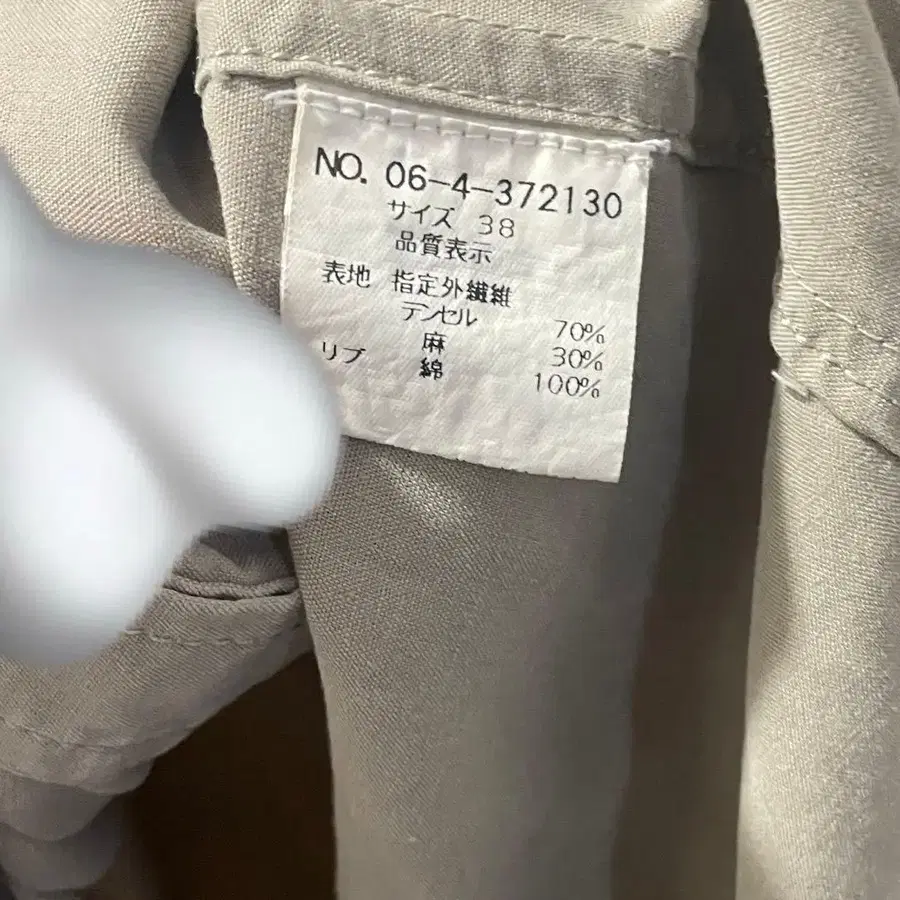 NO. 06-4-372130
サイズ 38
品質表示
表地 指定外繊維
テンセル 70%
麻 30%
リブ 綿 100%